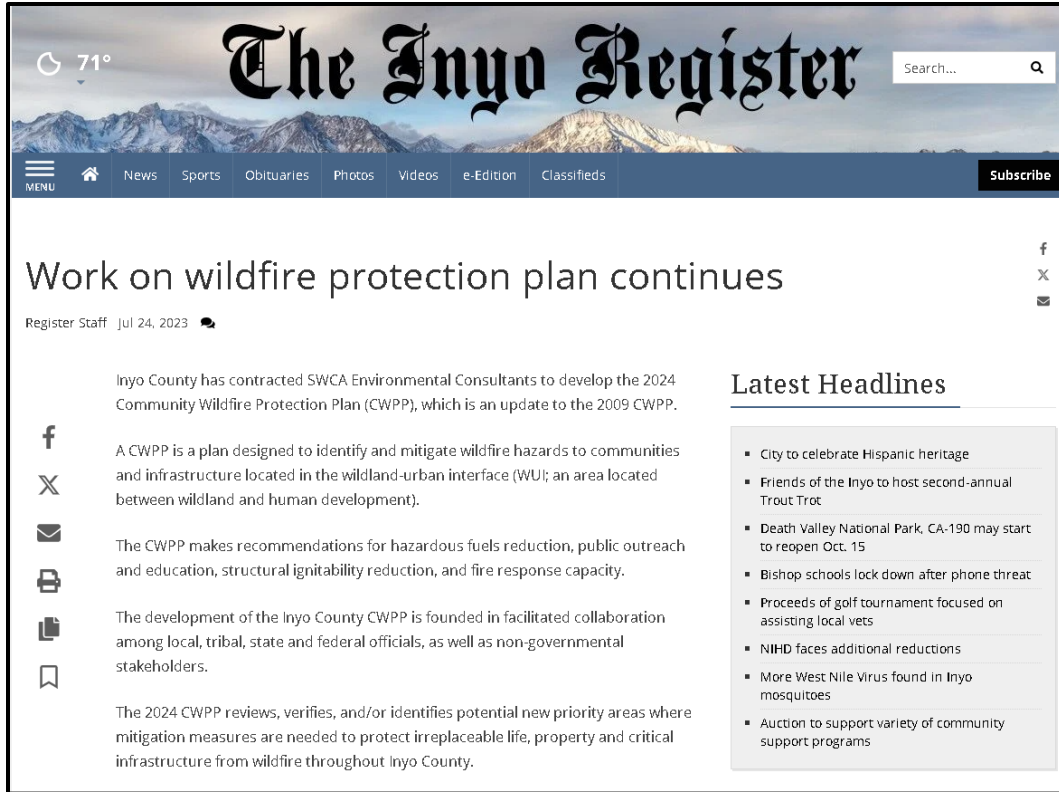 71°
The Inyo Register
Search...
MENU
News
Sports
Obituaries
Photos
Videos
e-Edition
Classifieds
Subscribe
Work on wildfire protection plan continues
Register Staff Jul 24, 2023
Inyo County has contracted SWCA Environmental Consultants to develop the 2024
Community Wildfire Protection Plan (CWPP), which is an update to the 2009 CWPP.
A CWPP is a plan designed to identify and mitigate wildfire hazards to communities
and infrastructure located in the wildland-urban interface (WUI; an area located
between wildland and human development).
The CWPP makes recommendations for hazardous fuels reduction, public outreach
and education, structural ignitability reduction, and fire response capacity.
The development of the Inyo County CWPP is founded in facilitated collaboration
among local, tribal, state and federal officials, as well as non-governmental
stakeholders.
The 2024 CWPP reviews, verifies, and/or identifies potential new priority areas where
mitigation measures are needed to protect irreplaceable life, property and critical
infrastructure from wildfire throughout Inyo County.
Latest Headlines
City to celebrate Hispanic heritage
Friends of the Inyo to host second-annual
Trout Trot
Death Valley National Park, CA-190 may start
to reopen Oct. 15
Bishop schools lock down after phone threat
Proceeds of golf tournament focused on
assisting local vets
NIHD faces additional reductions
More West Nile Virus found in Inyo
mosquitoes
Auction to support variety of community
support programs